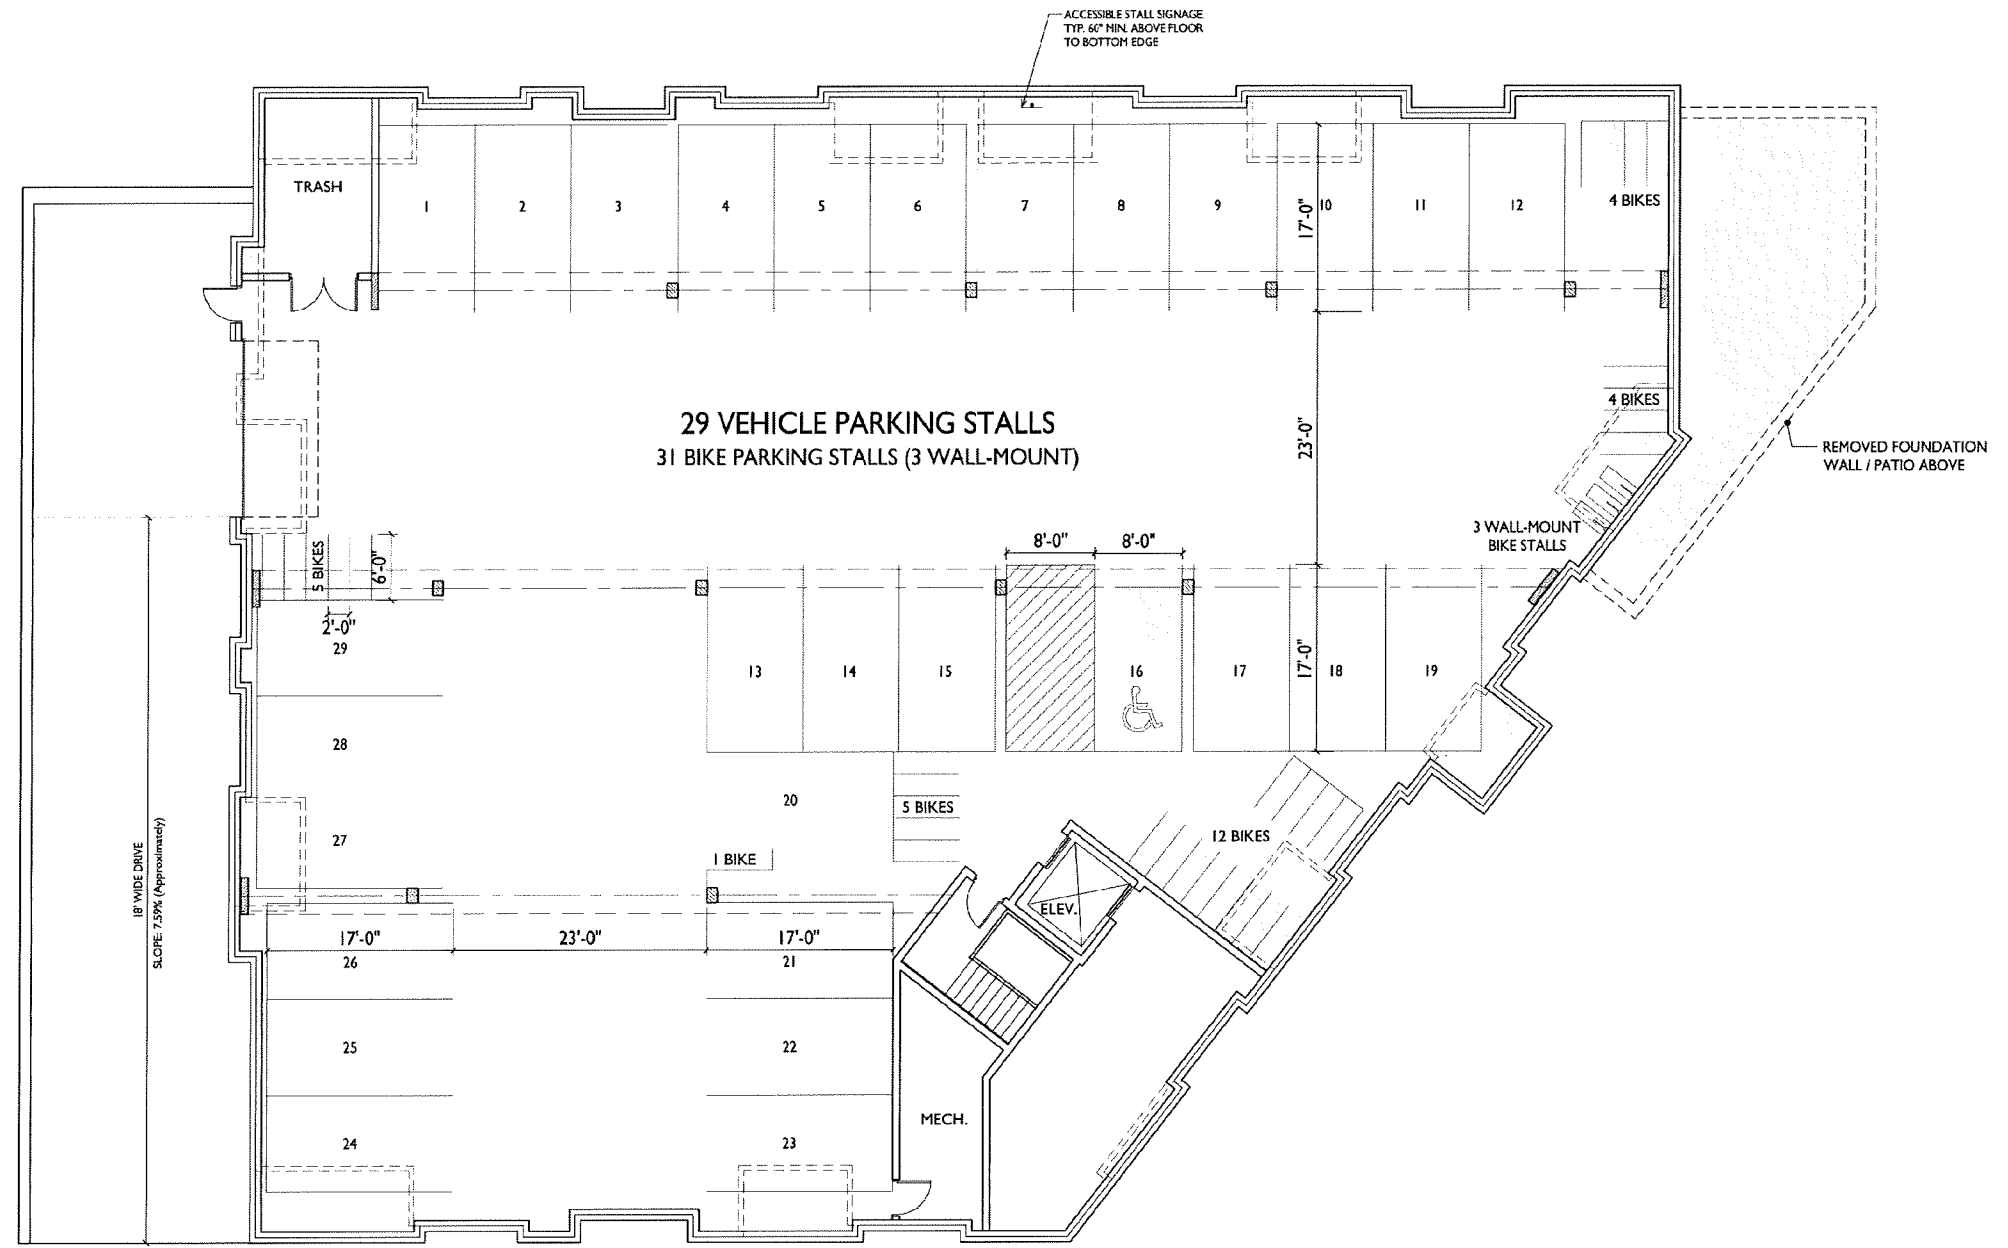 ACCESSIBLE STALL SIGNAGE
TYP. 60" MIN. ABOVE FLOOR
TO BOTTOM EDGE
TRASH
1
2
3
4
5
6
7
8
9
10
11
12
17'-0"
4 BIKES
29 VEHICLE PARKING STALLS
31 BIKE PARKING STALLS (3 WALL-MOUNT)
23'-0"
4 BIKES
REMOVED FOUNDATION
WALL / PATIO ABOVE
3 WALL-MOUNT
BIKE STALLS
5 BIKES
6'-0"
2'-0"
8'-0"
8'-0"
29
13
14
15
16
17
17'-0"
18
19
28
20
5 BIKES
27
1 BIKE
12 BIKES
18' WIDE DRIVE
SLOPE: 7.59% (Approximately)
ELEV.
17'-0"
23'-0"
17'-0"
26
21
25
22
24
23
MECH.